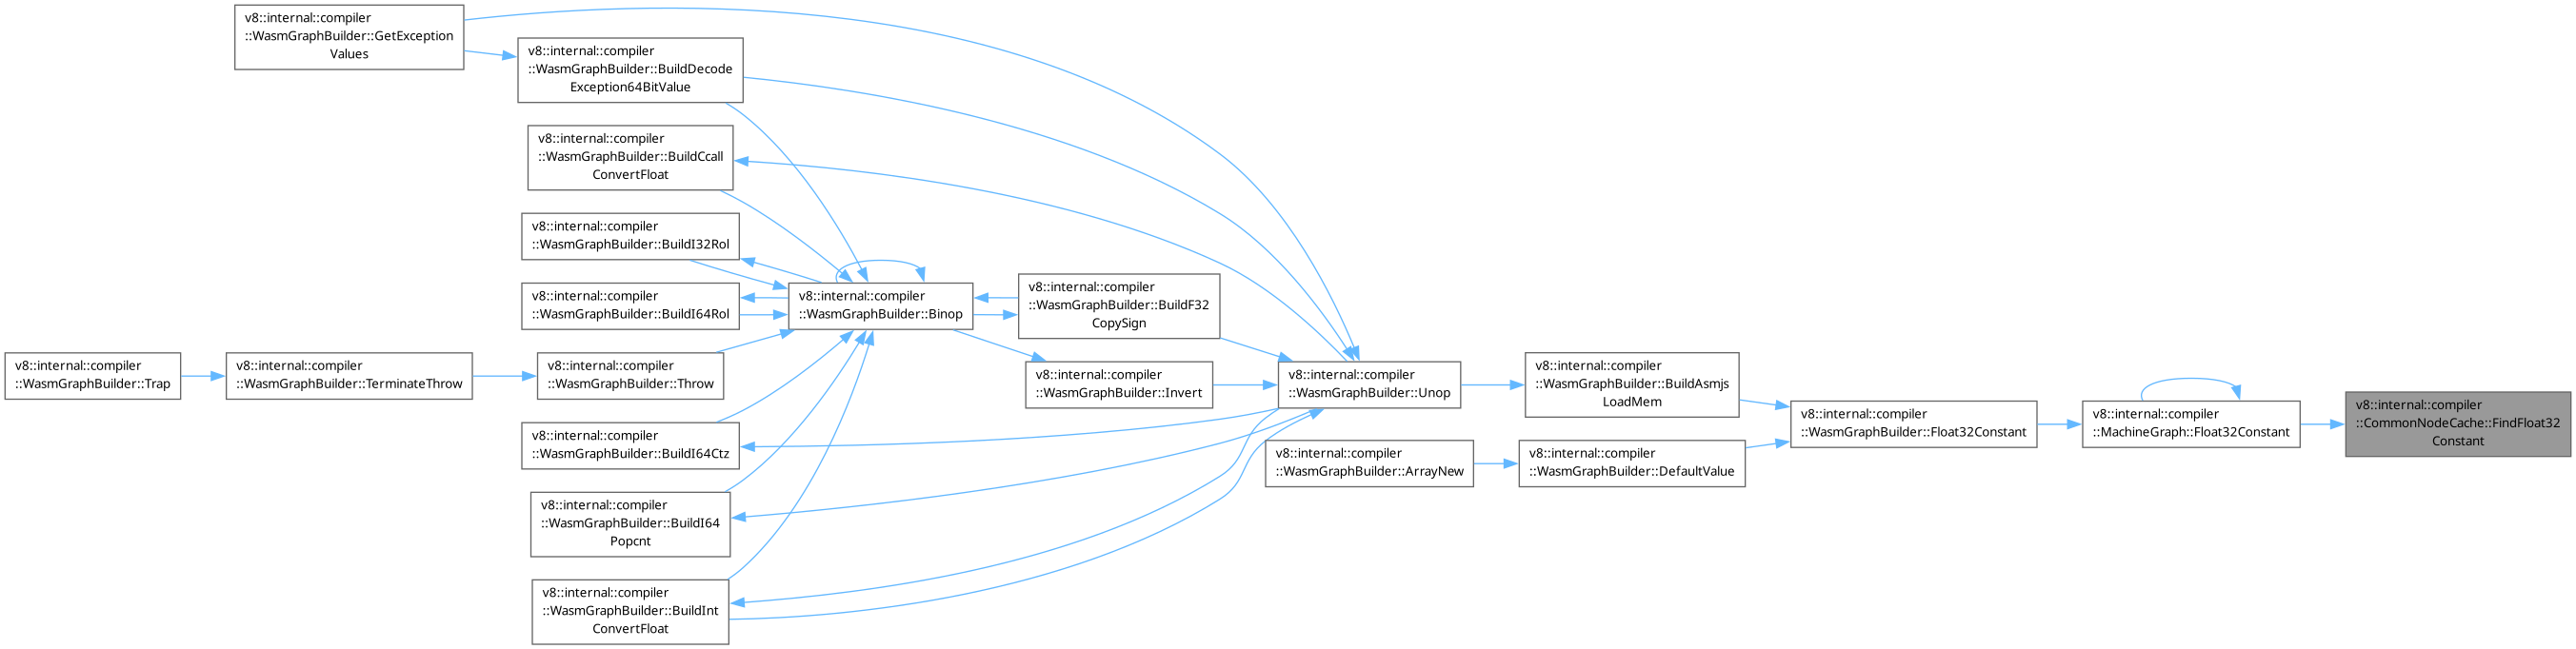 v8::internal::compiler
::WasmGraphBuilder::GetException
Values
v8::internal::compiler
::WasmGraphBuilder::BuildDecode
Exception64BitValue
v8::internal::compiler
::WasmGraphBuilder::BuildCcall
ConvertFloat
v8::internal::compiler
::WasmGraphBuilder::BuildI32Rol
v8::internal::compiler
::WasmGraphBuilder::BuildI64Rol
v8::internal::compiler
::WasmGraphBuilder::Binop
v8::internal::compiler
::WasmGraphBuilder::BuildF32
CopySign
v8::internal::compiler
::WasmGraphBuilder::Trap
v8::internal::compiler
::WasmGraphBuilder::TerminateThrow
v8::internal::compiler
::WasmGraphBuilder::Throw
v8::internal::compiler
::WasmGraphBuilder::Invert
v8::internal::compiler
::WasmGraphBuilder::Unop
v8::internal::compiler
::WasmGraphBuilder::BuildAsmjs
LoadMem
v8::internal::compiler
::WasmGraphBuilder::Float32Constant
v8::internal::compiler
::MachineGraph::Float32Constant
v8::internal::compiler
::CommonNodeCache::FindFloat32
Constant
v8::internal::compiler
::WasmGraphBuilder::BuildI64Ctz
v8::internal::compiler
::WasmGraphBuilder::ArrayNew
v8::internal::compiler
::WasmGraphBuilder::DefaultValue
v8::internal::compiler
::WasmGraphBuilder::BuildI64
Popcnt
v8::internal::compiler
::WasmGraphBuilder::BuildInt
ConvertFloat